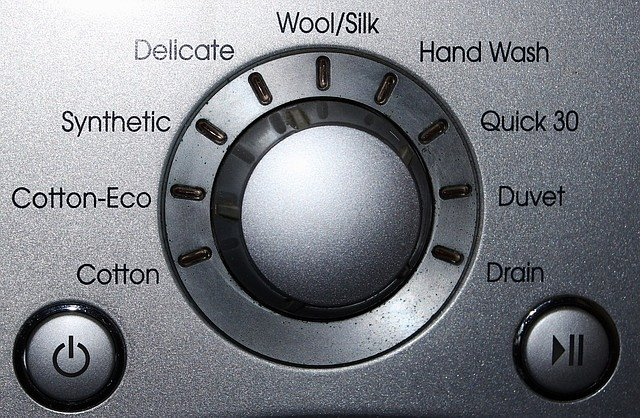 Wool/Silk
Delicate
Hand Wash
Synthetic
Quick 30
Cotton-Eco
Duvet
Cotton
Drain